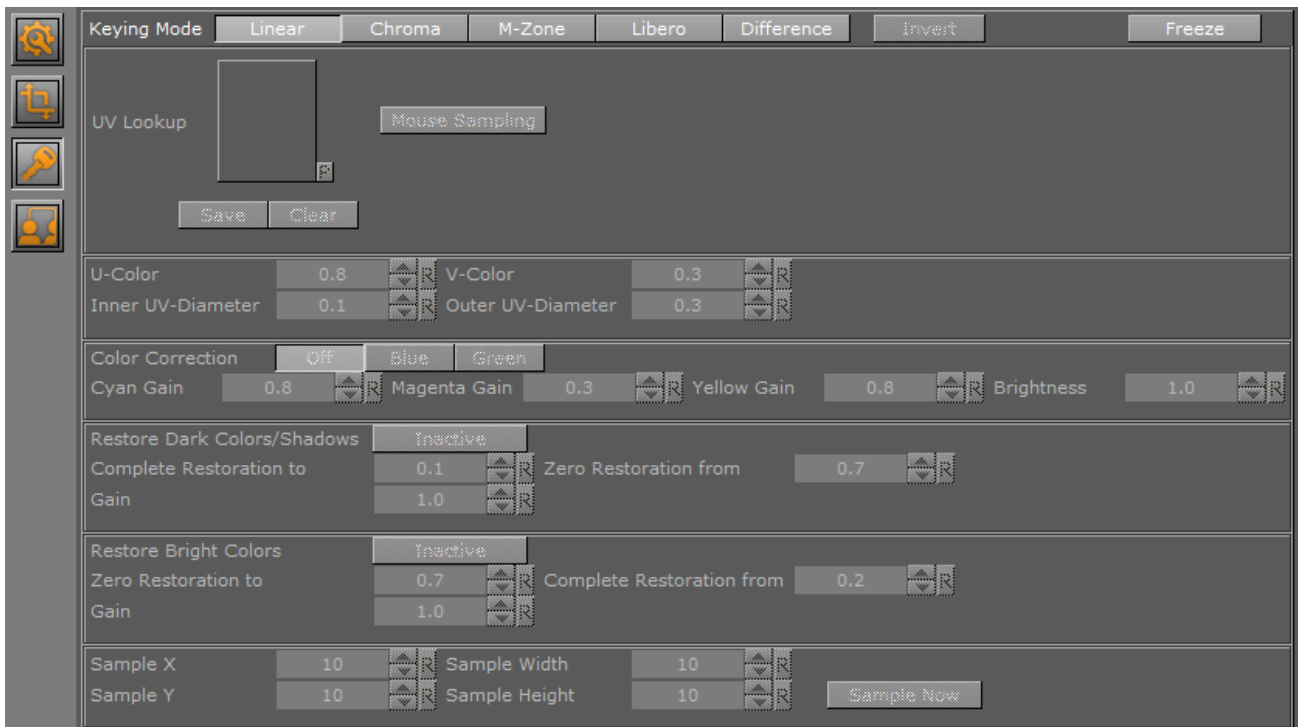 Keying Mode Linear Chroma M-Zone Libero Difference Invert Freeze
UV Lookup Mouse Sampling
P
Save Clear
U-Color 0.8 R V-Color 0.3 R
Inner UV-Diameter 0.1 R Outer UV-Diameter 0.3 R
Color Correction Off Blue Green
Cyan Gain 0.8 R Magenta Gain 0.3 R Yellow Gain 0.8 R Brightness 1.0 R
Restore Dark Colors/Shadows Inactive
Complete Restoration to 0.1 R Zero Restoration from 0.7 R
Gain 1.0 R
Restore Bright Colors Inactive
Zero Restoration to 0.7 R Complete Restoration from 0.2 R
Gain 1.0 R
Sample X 10 R Sample Width 10 R
Sample Y 10 R Sample Height 10 R Sample Now